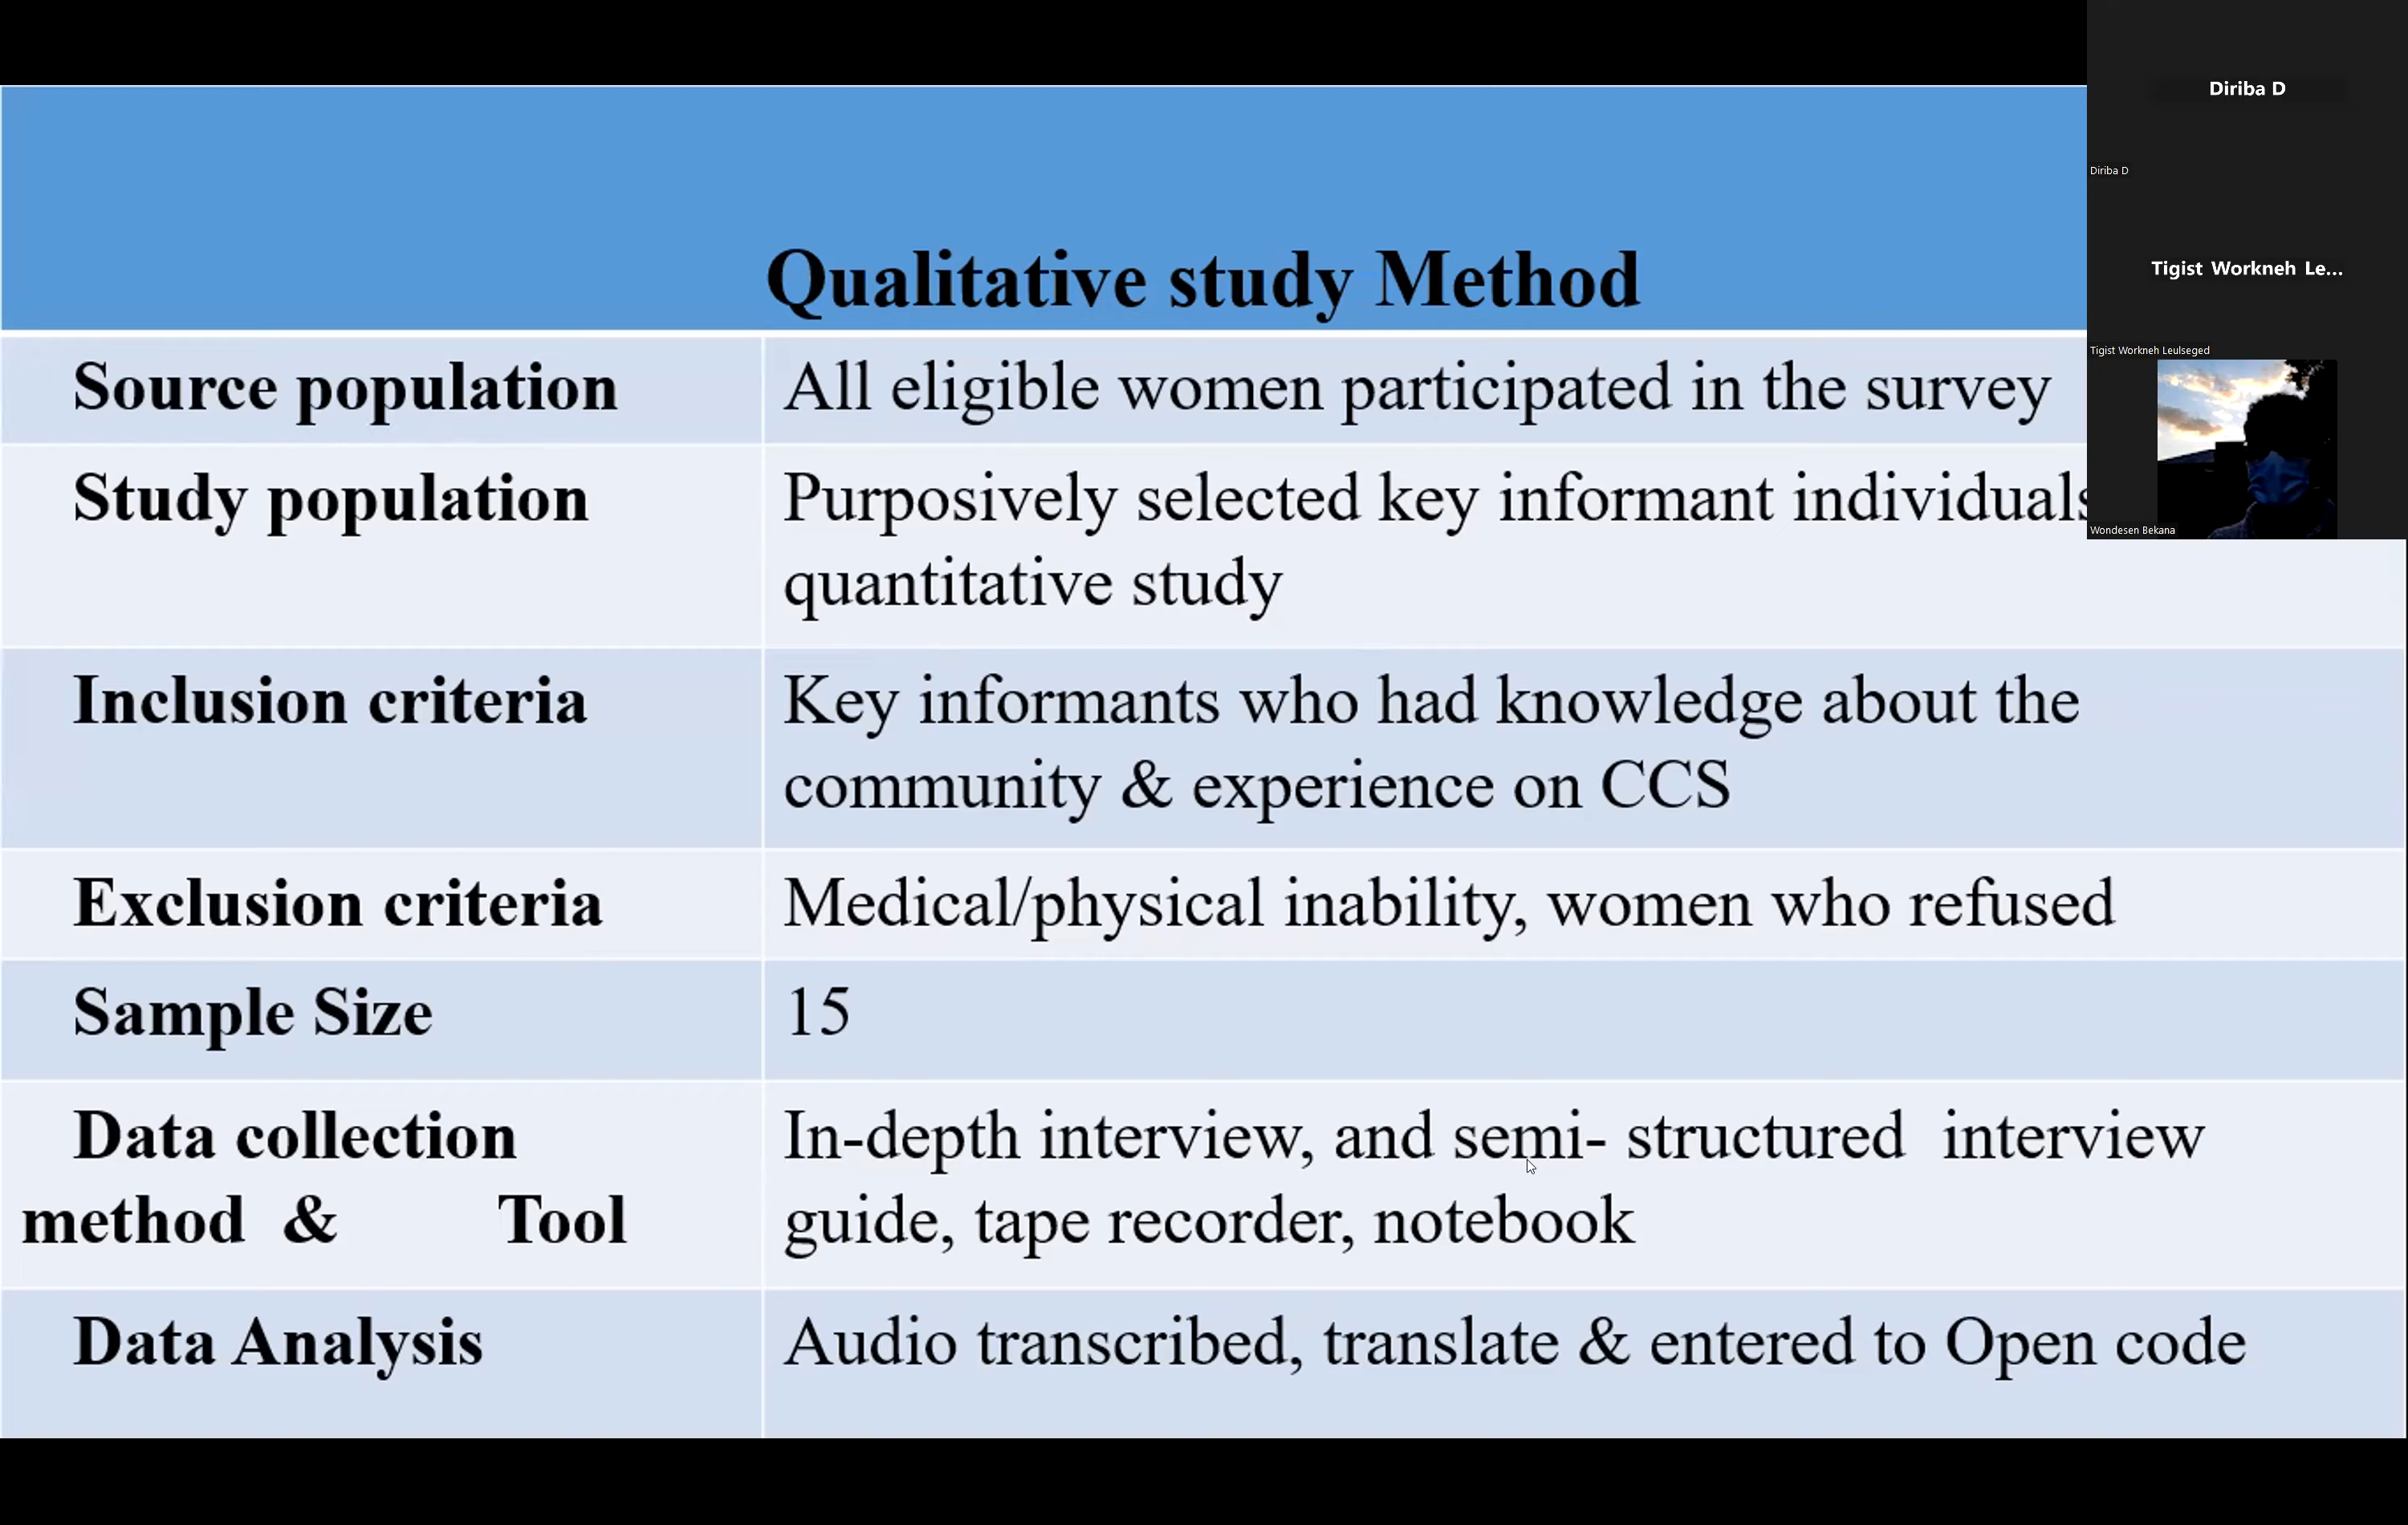 Qualitative study Method
Source population
All eligible women participated in the survey
Study population
Purposively selected key informant individuals
quantitative study
Inclusion criteria
Key informants who had knowledge about the
community & experience on CCS
Exclusion criteria
Medical/physical inability, women who refused
Sample Size
15
Data collection
method & Tool
In-depth interview, and semi- structured interview
guide, tape recorder, notebook
Data Analysis
Audio transcribed, translate & entered to Open code
Diriba D
Diriba D
Tigist Workneh Le...
Tigist Workneh Leulseged
Wondesen Bekana